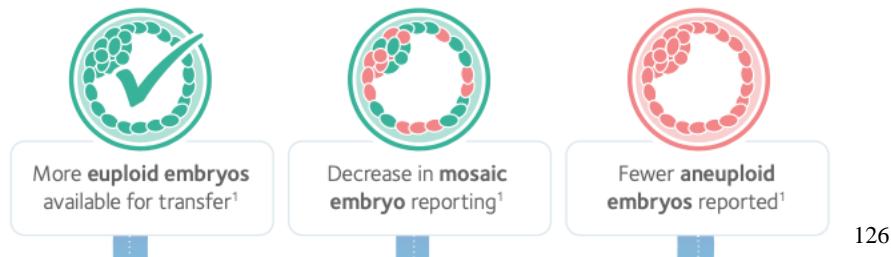 More euploid embryos
available for transfer¹
Decrease in mosaic
embryo reporting¹
Fewer aneuploid
embryos reported¹
126